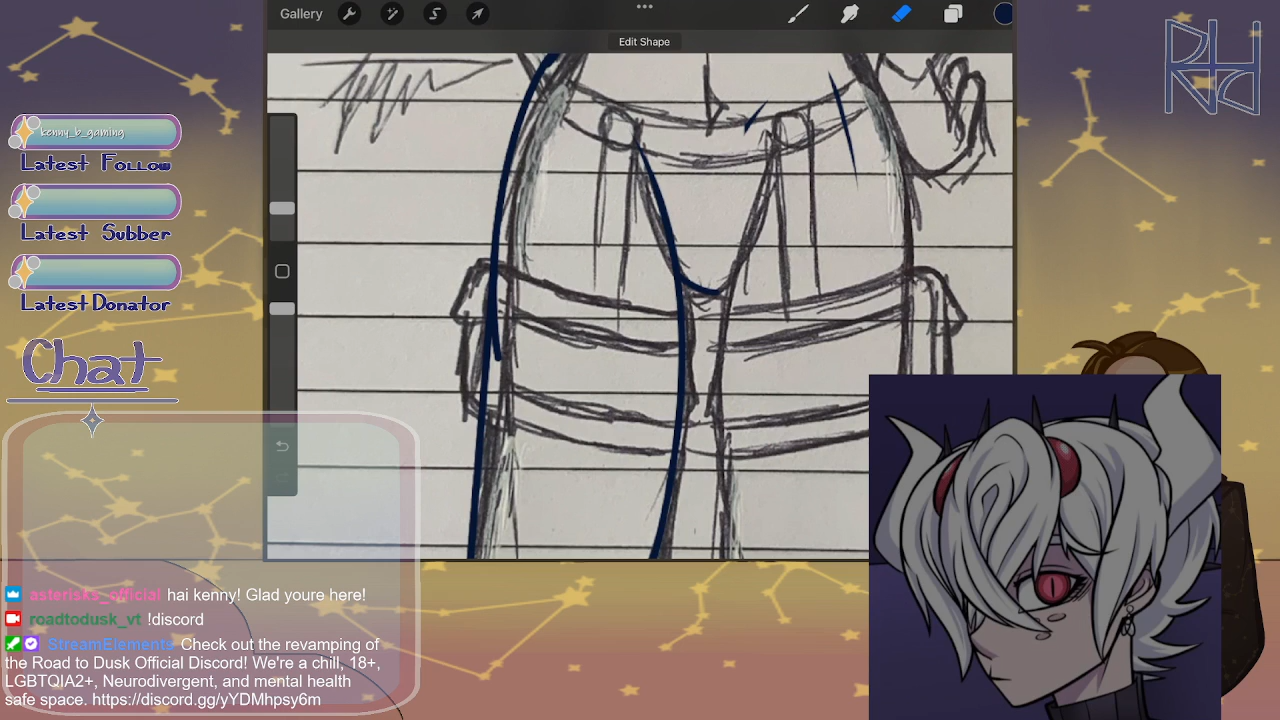 Gallery
Edit Shape
kenny_b_gaming
Latest Follow
Latest Subber
Latest Donator
Chat
asterisks_official hai kenny! Glad youre here!
roadtodusk_vt !discord
StreamElements Check out the revamping of
the Road to Dusk Official Discord! We're a chill, 18+,
LGBTQIA2+, Neurodivergent, and mental health
safe space. https://discord.gg/yYDMhpsy6m